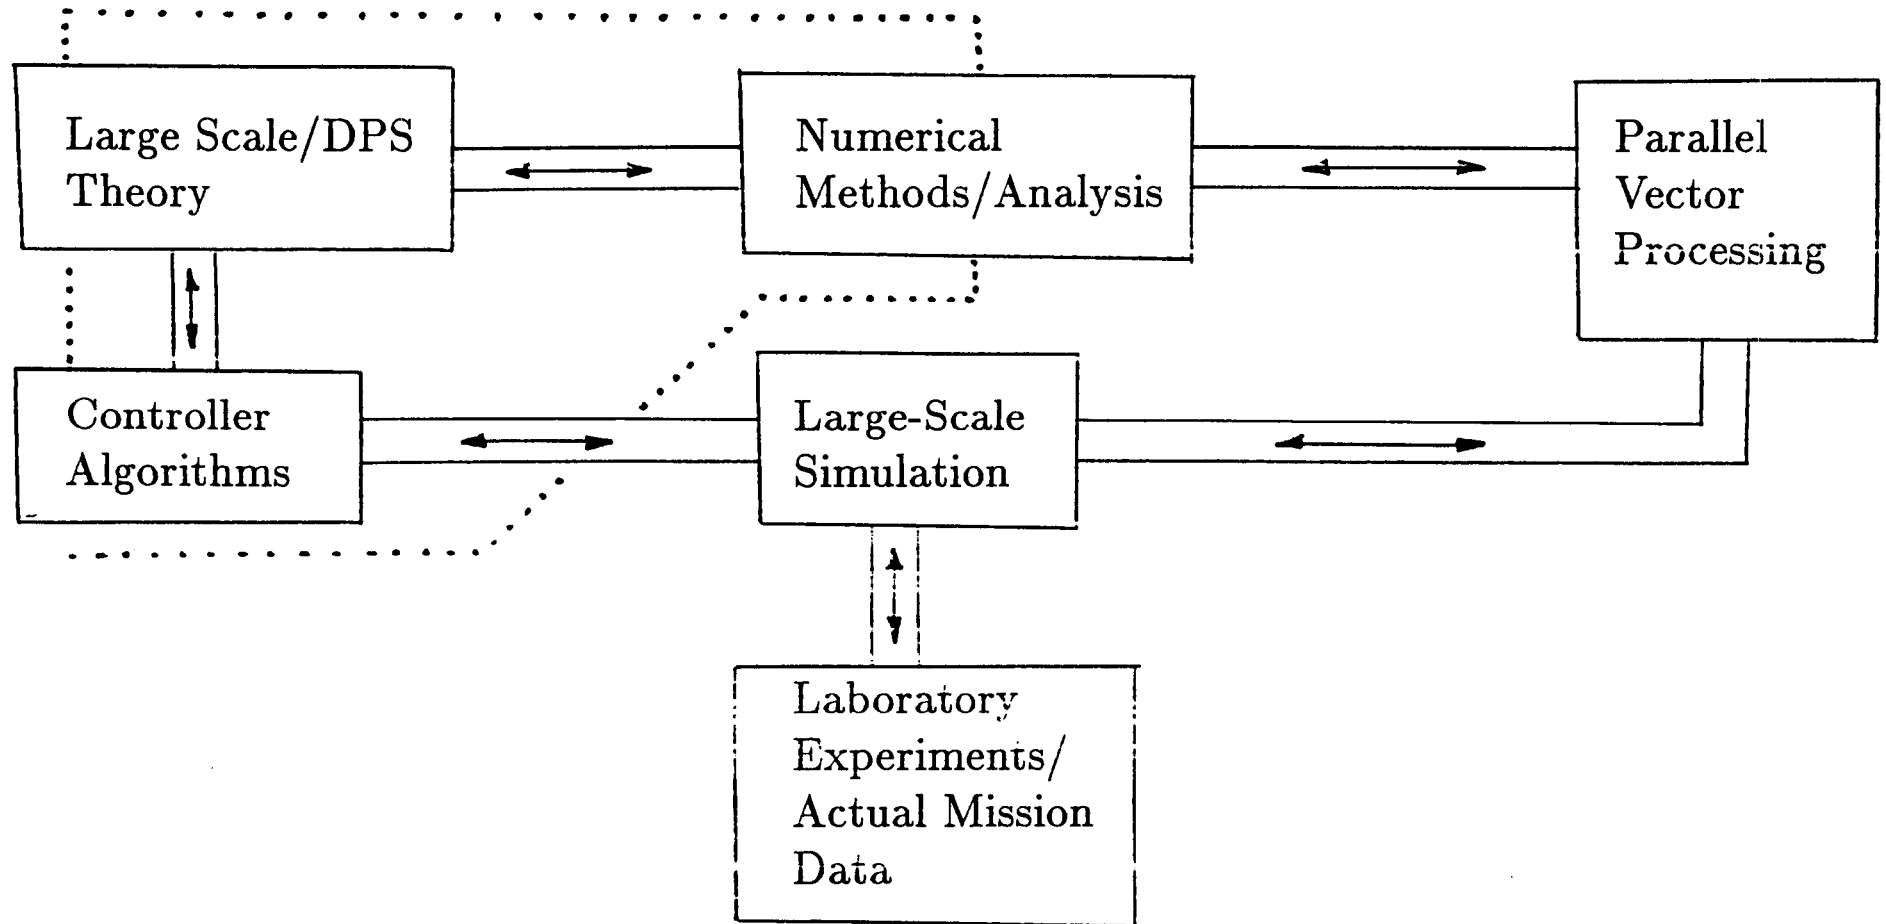 Large Scale/DPS
Theory
Numerical
Methods/Analysis
Parallel
Vector
Processing
Controller
Algorithms
Large-Scale
Simulation
Laboratory
Experiments/
Actual Mission
Data